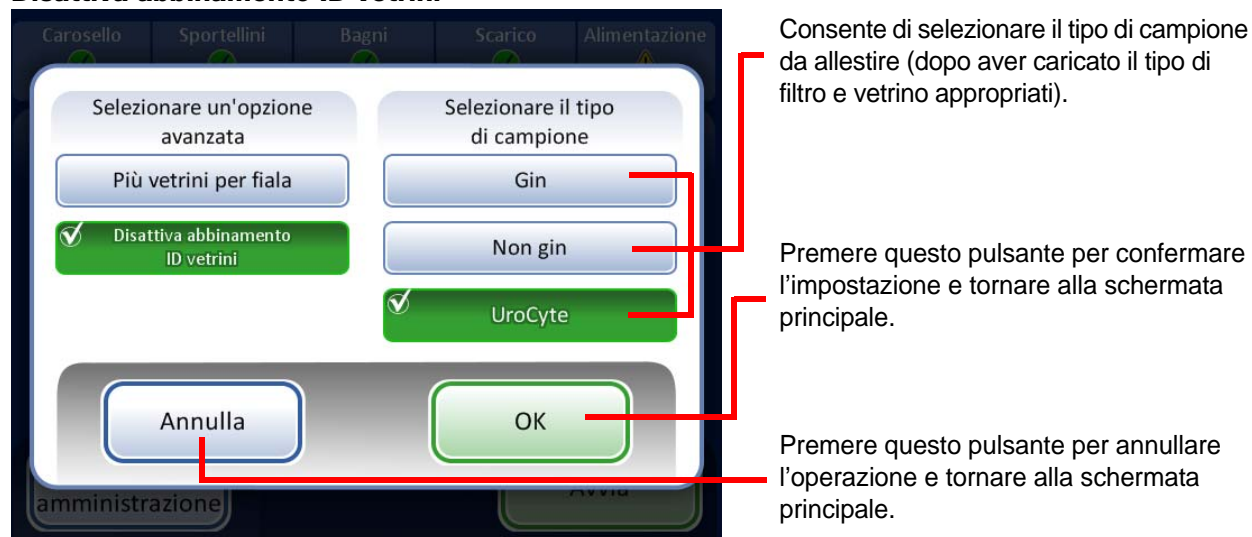 Disattiva abbinamento ID vetrini
Carosello Sportellini Bagni Scarico Alimentazione
Selezionare un'opzione
avanzata
Più vetrini per fiala
Disattiva abbinamento
ID vetrini
Selezionare il tipo
di campione
Gin
Non gin
UroCyte
Annulla
OK
amministrazione
Avvia
Consente di selezionare il tipo di campione
da allestire (dopo aver caricato il tipo di
filtro e vetrino appropriati).
Premere questo pulsante per confermare
l’impostazione e tornare alla schermata
principale.
Premere questo pulsante per annullare
l’operazione e tornare alla schermata
principale.